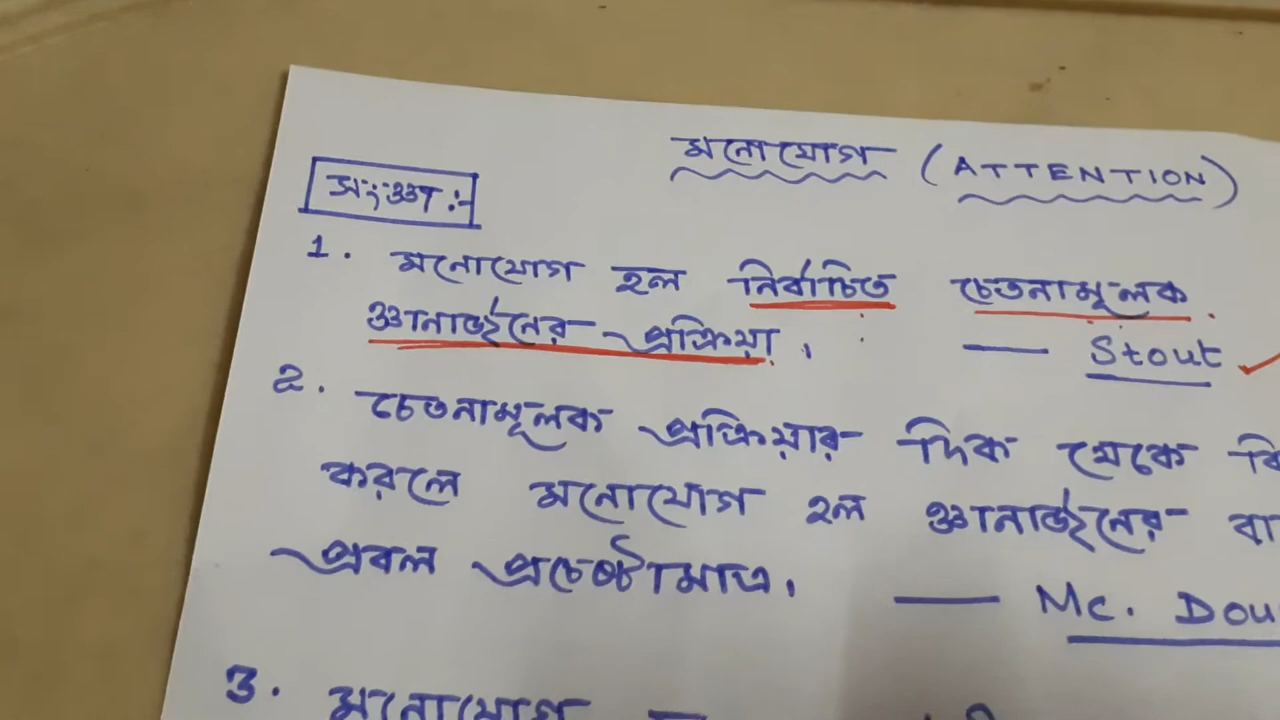 মনোযোগ (ATTENTION)
সংজ্ঞা :-
1. মনোযোগ হল নির্বাচিত চেতনামূলক
জ্ঞানার্জনের প্রক্রিয়া। — Stout
2. চেতনামূলক প্রক্রিয়ার দিক থেকে
করলে মনোযোগ হল জ্ঞানার্জনের
প্রবল প্রচেষ্টামাত্র। — Mc. Dou
3. মনোযোগ